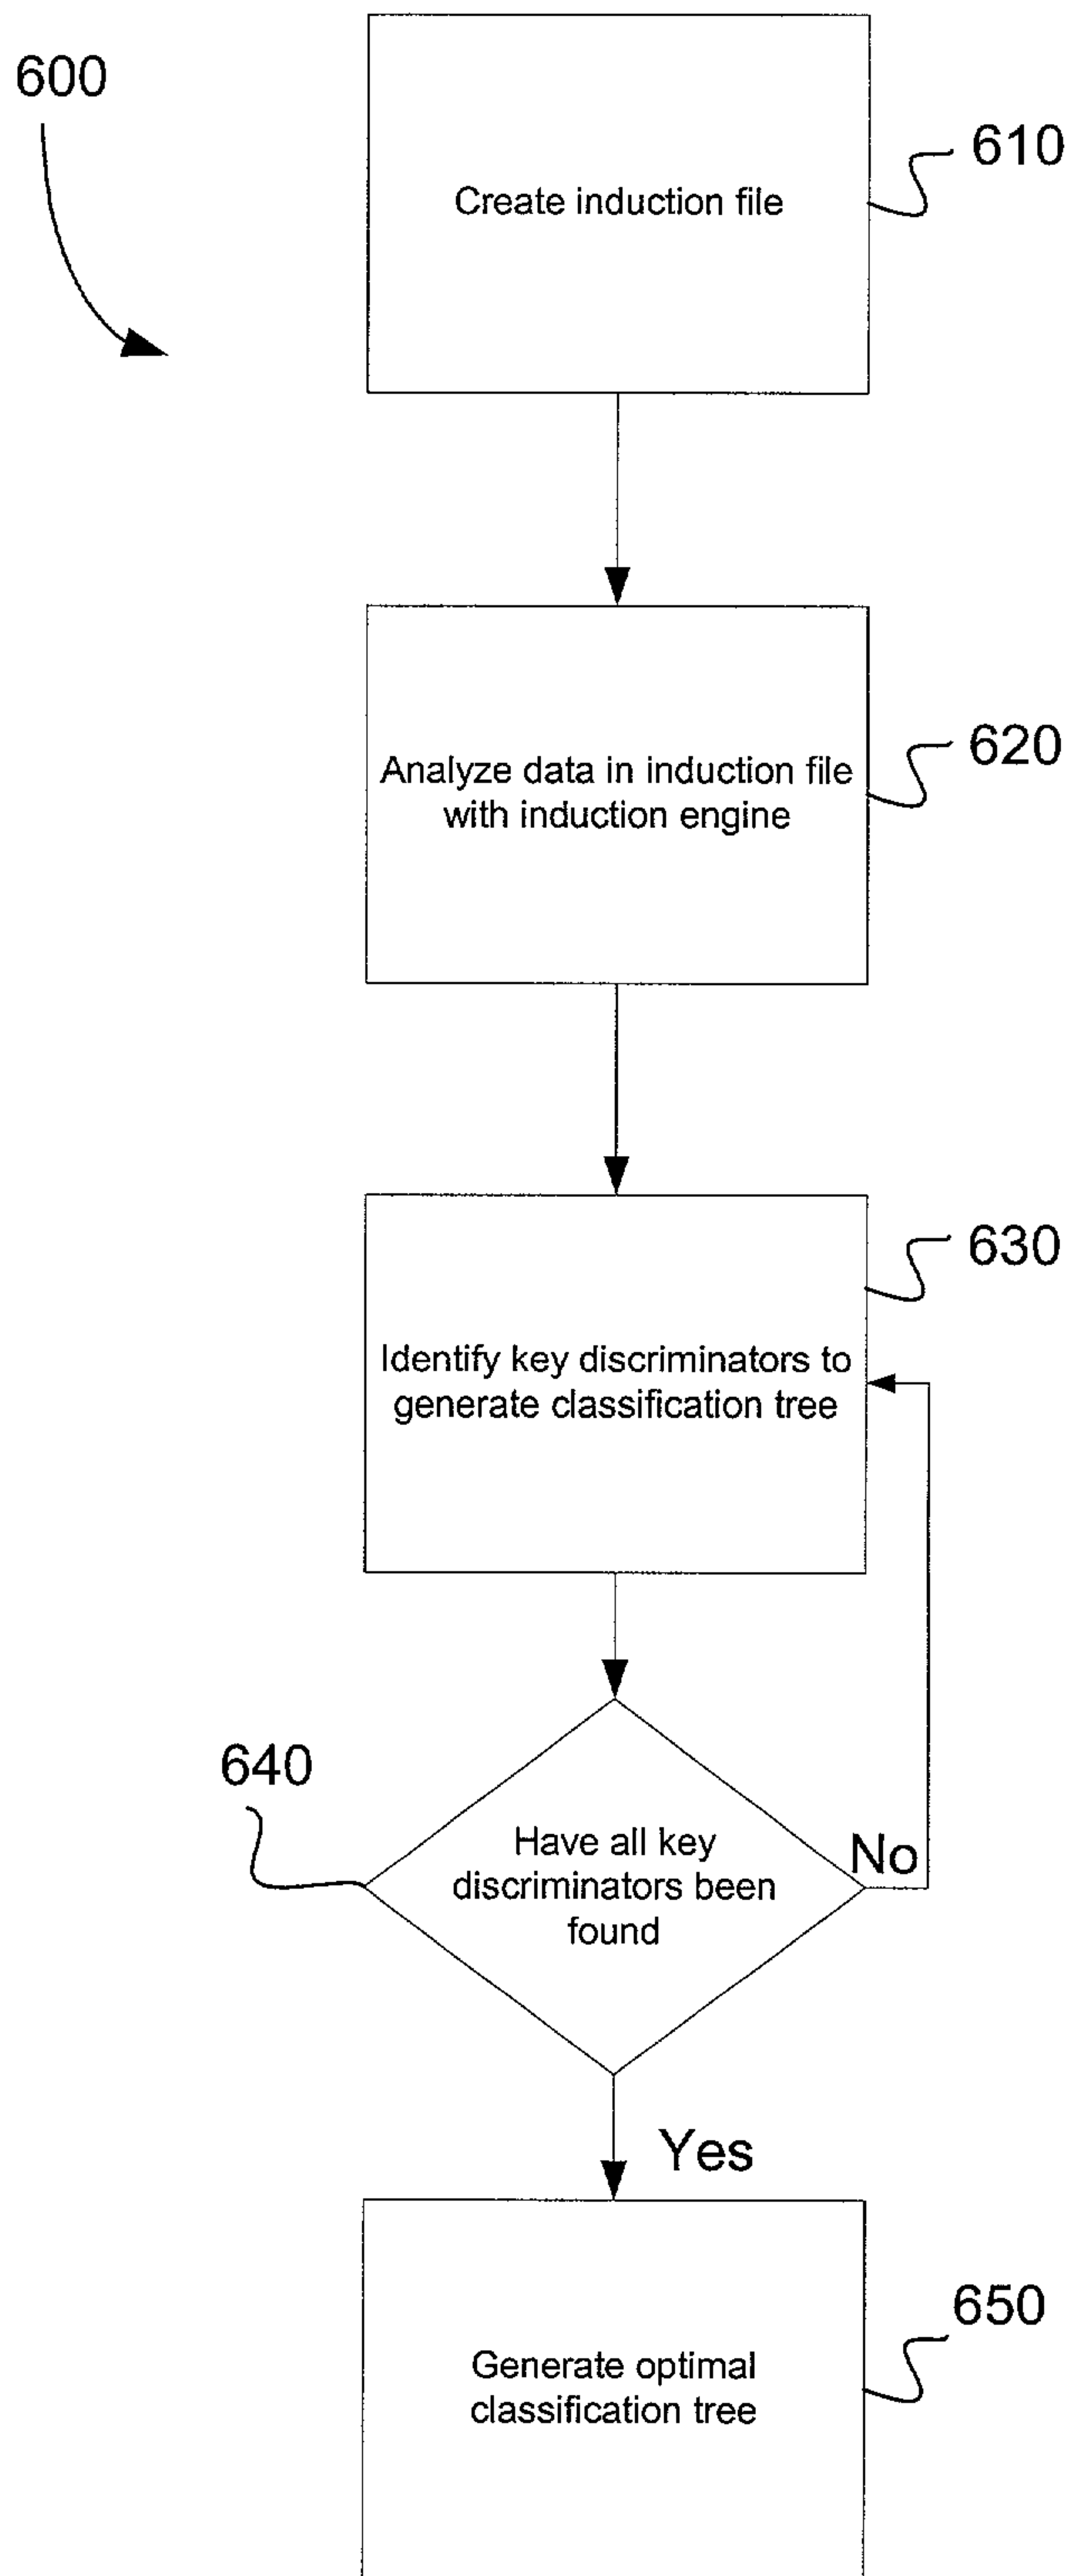 600
610
Create induction file
620
Analyze data in induction file
with induction engine
630
Identify key discriminators to
generate classification tree
640
Have all key
discriminators been
found
No
Yes
650
Generate optimal
classification tree